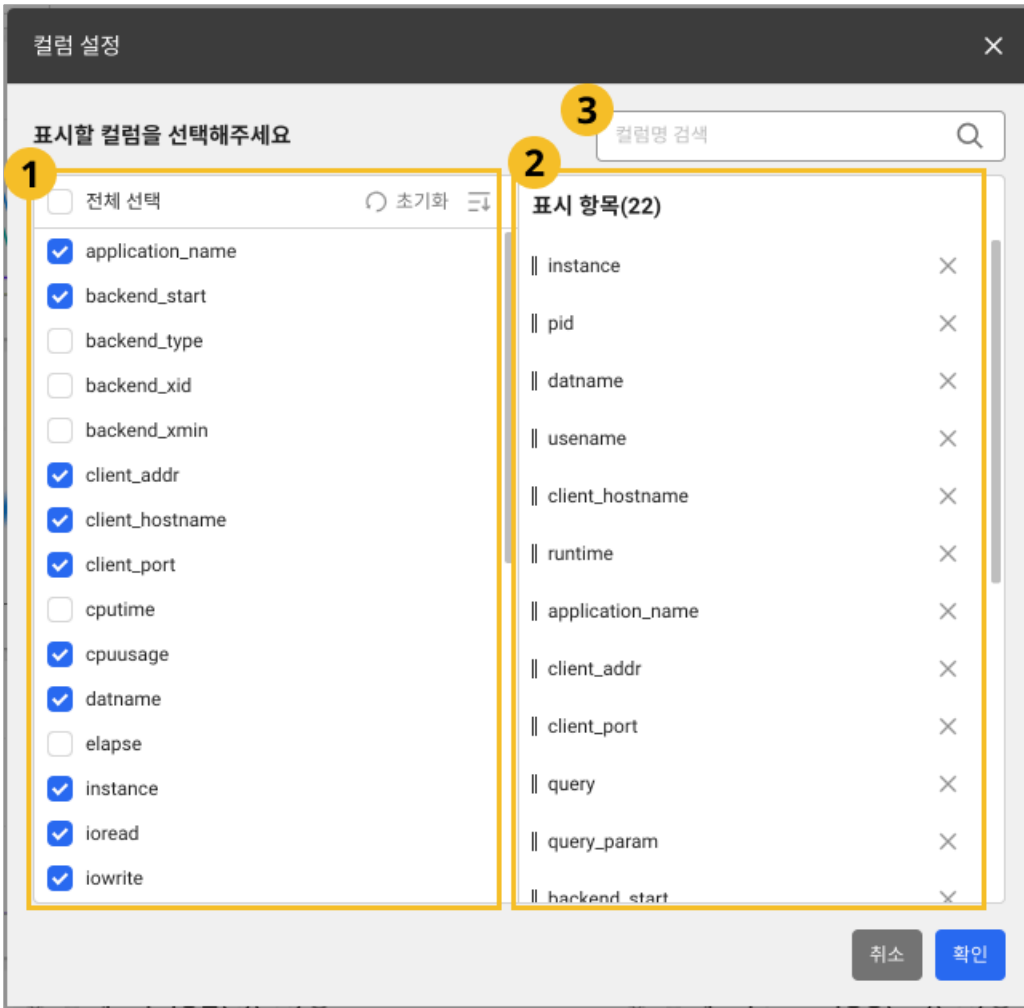 컬럼 설정
표시할 컬럼을 선택해주세요
3
컬럼명 검색
1
전체 선택
초기화
application_name
backend_start
backend_type
backend_xid
backend_xmin
client_addr
client_hostname
client_port
cputime
cpuusage
datname
elapse
instance
ioread
iowrite
2
표시 항목(22)
instance
pid
datname
usename
client_hostname
runtime
application_name
client_addr
client_port
query
query_param
backend_start
취소
확인